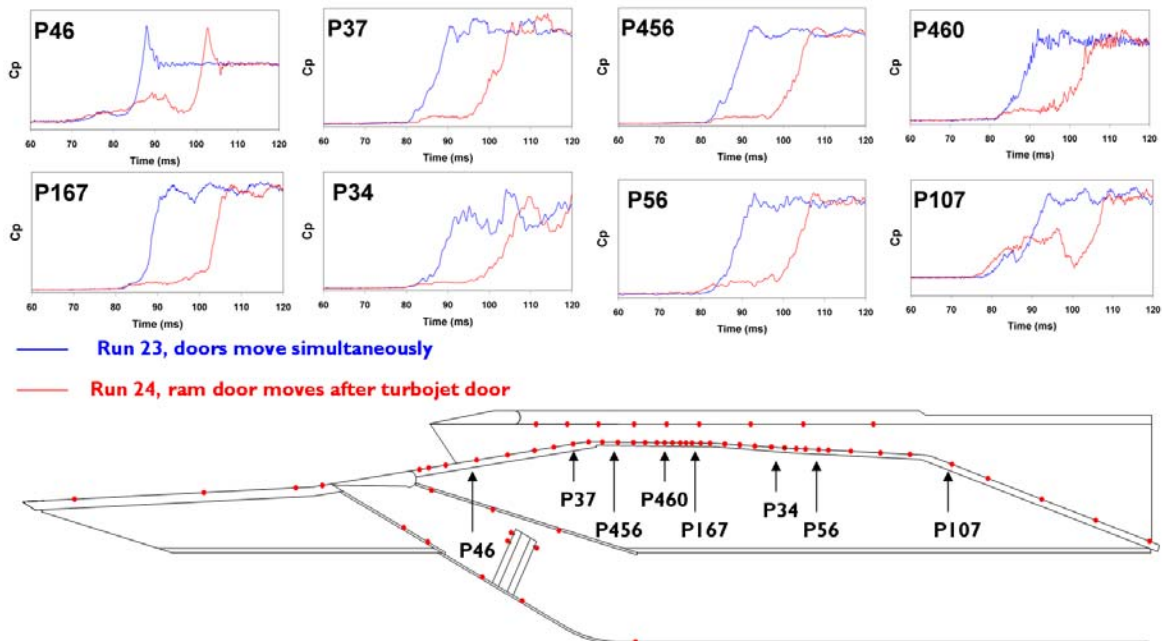 P46
Cp
60 70 80 90 100 110 120
Time (ms)
P37
Cp
60 70 80 90 100 110 120
Time (ms)
P456
Cp
60 70 80 90 100 110 120
Time (ms)
P460
Cp
60 70 80 90 100 110 120
Time (ms)
P167
Cp
60 70 80 90 100 110 120
Time (ms)
P34
Cp
60 70 80 90 100 110 120
Time (ms)
P56
Cp
60 70 80 90 100 110 120
Time (ms)
P107
Cp
60 70 80 90 100 110 120
Time (ms)
Run 23, doors move simultaneously
Run 24, ram door moves after turbojet door
P37
P460
P34
P456
P167
P56
P107
P46